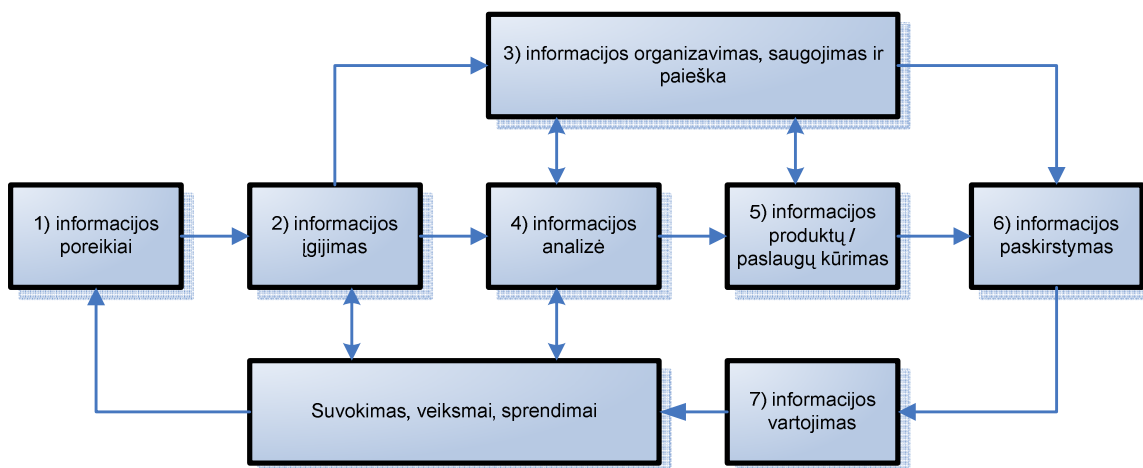 3) informacijos organizavimas, saugojimas ir
paieška
1) informacijos
poreikiai
2) informacijos
įgijimas
4) informacijos
analizė
5) informacijos
produktų /
paslaugų kūrimas
6) informacijos
paskirstymas
Suvokimas, veiksmai, sprendimai
7) informacijos
vartojimas